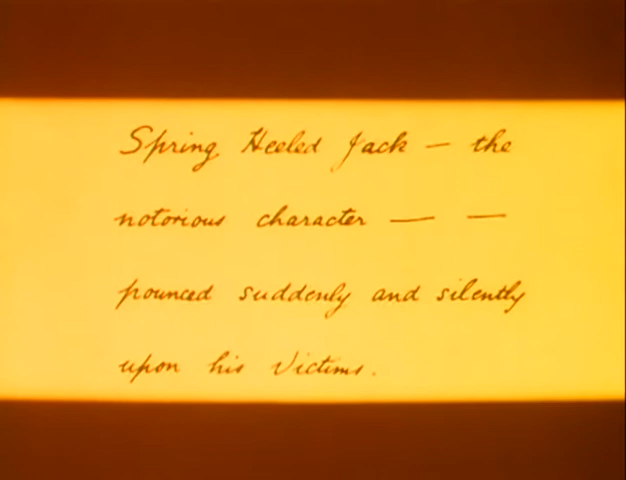 Spring Heeled Jack — the
notorious character — —
pounced suddenly and silently
upon his Victims.